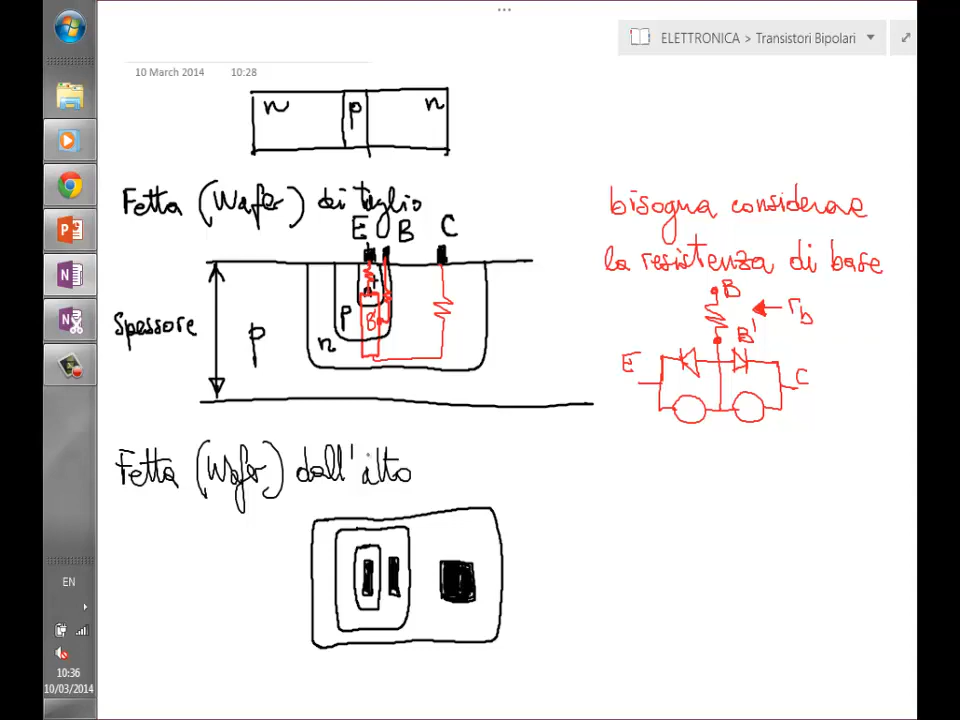 ELETTRONICA > Transistori Bipolari
10 March 2014 10:28
n p n
Fetta (Wafer) di taglio
E B C
bisogna considerare
la resistenza di base
Spessore
p n p n+ B'
B
rb
B'
E C
Fetta (Wafer) dall'alto
EN
10:36
10/03/2014